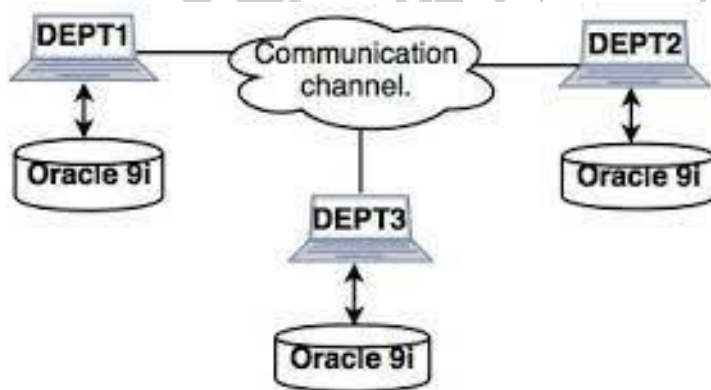 DEPT1
Communication
channel.
DEPT2
Oracle 9i
Oracle 9i
DEPT3
Oracle 9i